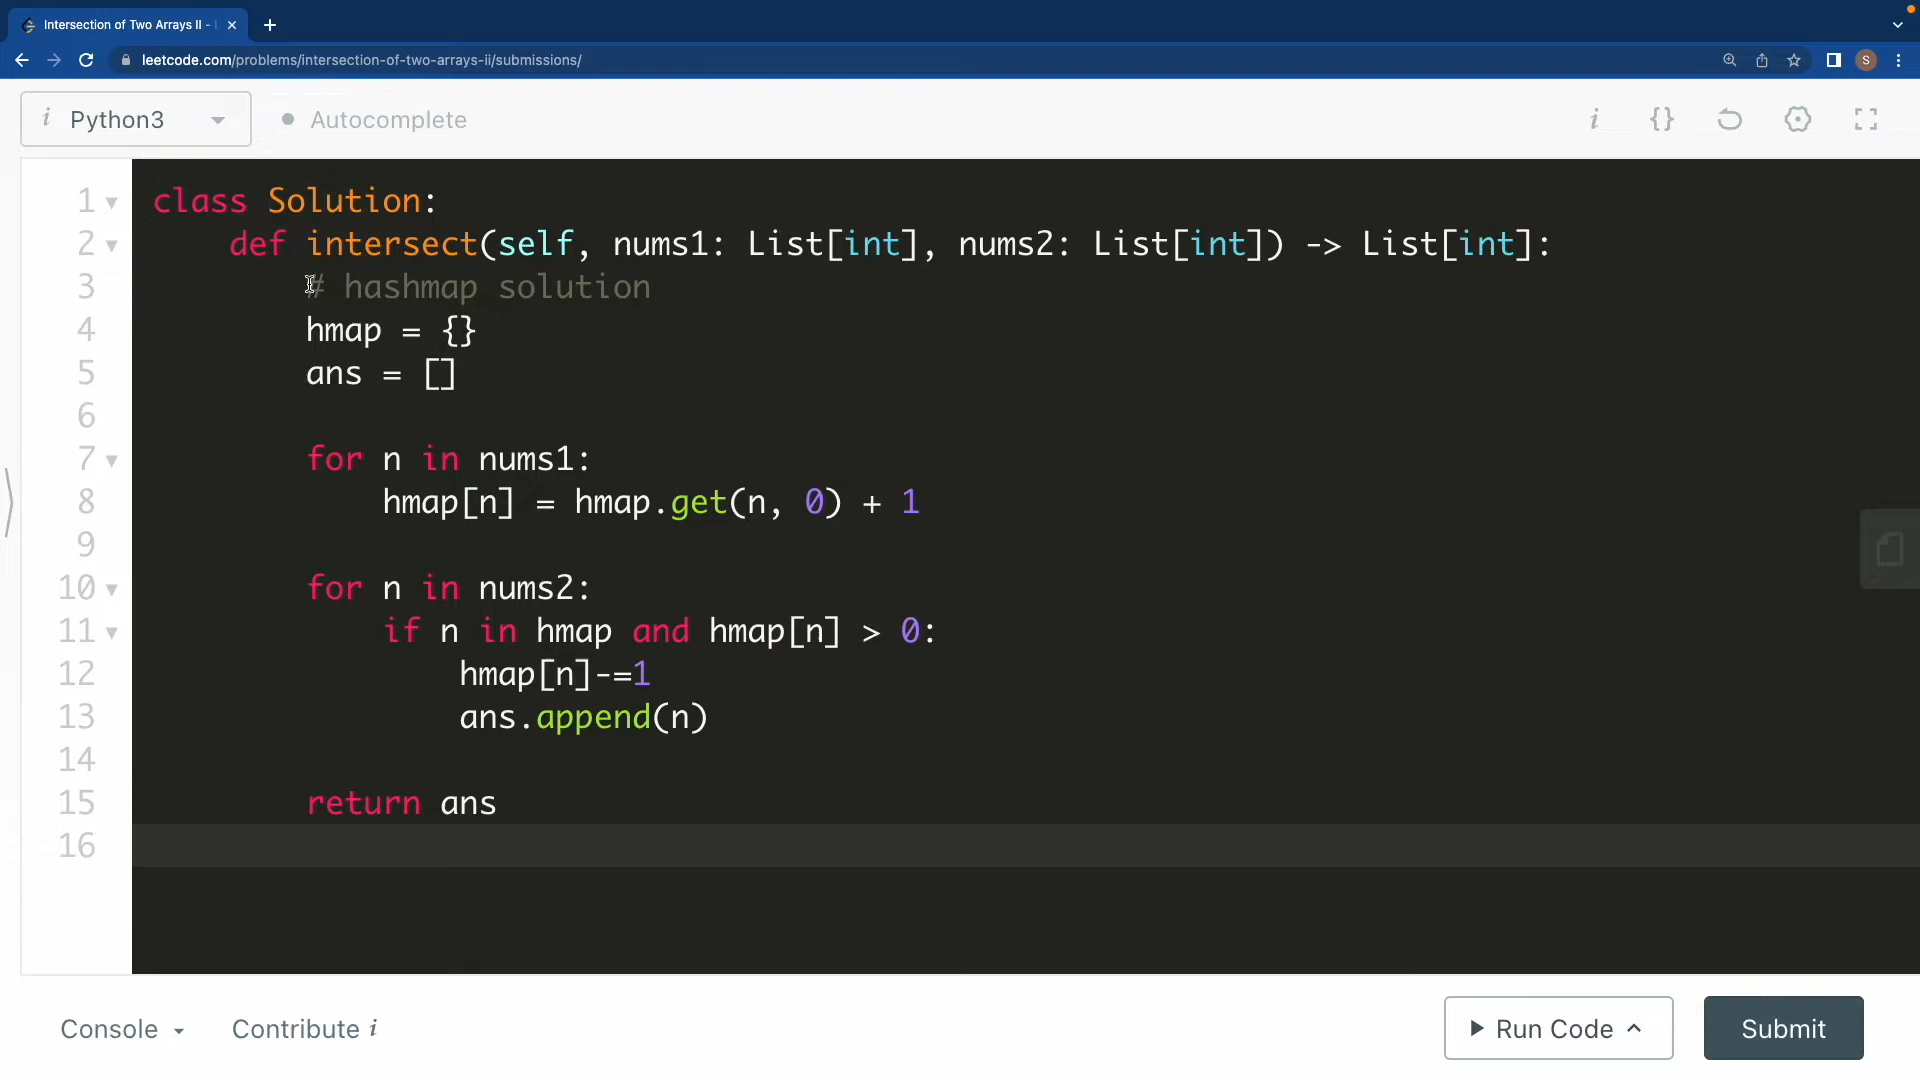 Intersection of Two Arrays II - L
leetcode.com/problems/intersection-of-two-arrays-ii/submissions/
S
i Python3
Autocomplete
i {}
1 class Solution:
2 def intersect(self, nums1: List[int], nums2: List[int]) -> List[int]:
3 # hashmap solution
4 hmap = {}
5 ans = []
6
7 for n in nums1:
8 hmap[n] = hmap.get(n, 0) + 1
9
10 for n in nums2:
11 if n in hmap and hmap[n] > 0:
12 hmap[n]-=1
13 ans.append(n)
14
15 return ans
16
Console Contribute i Run Code Submit